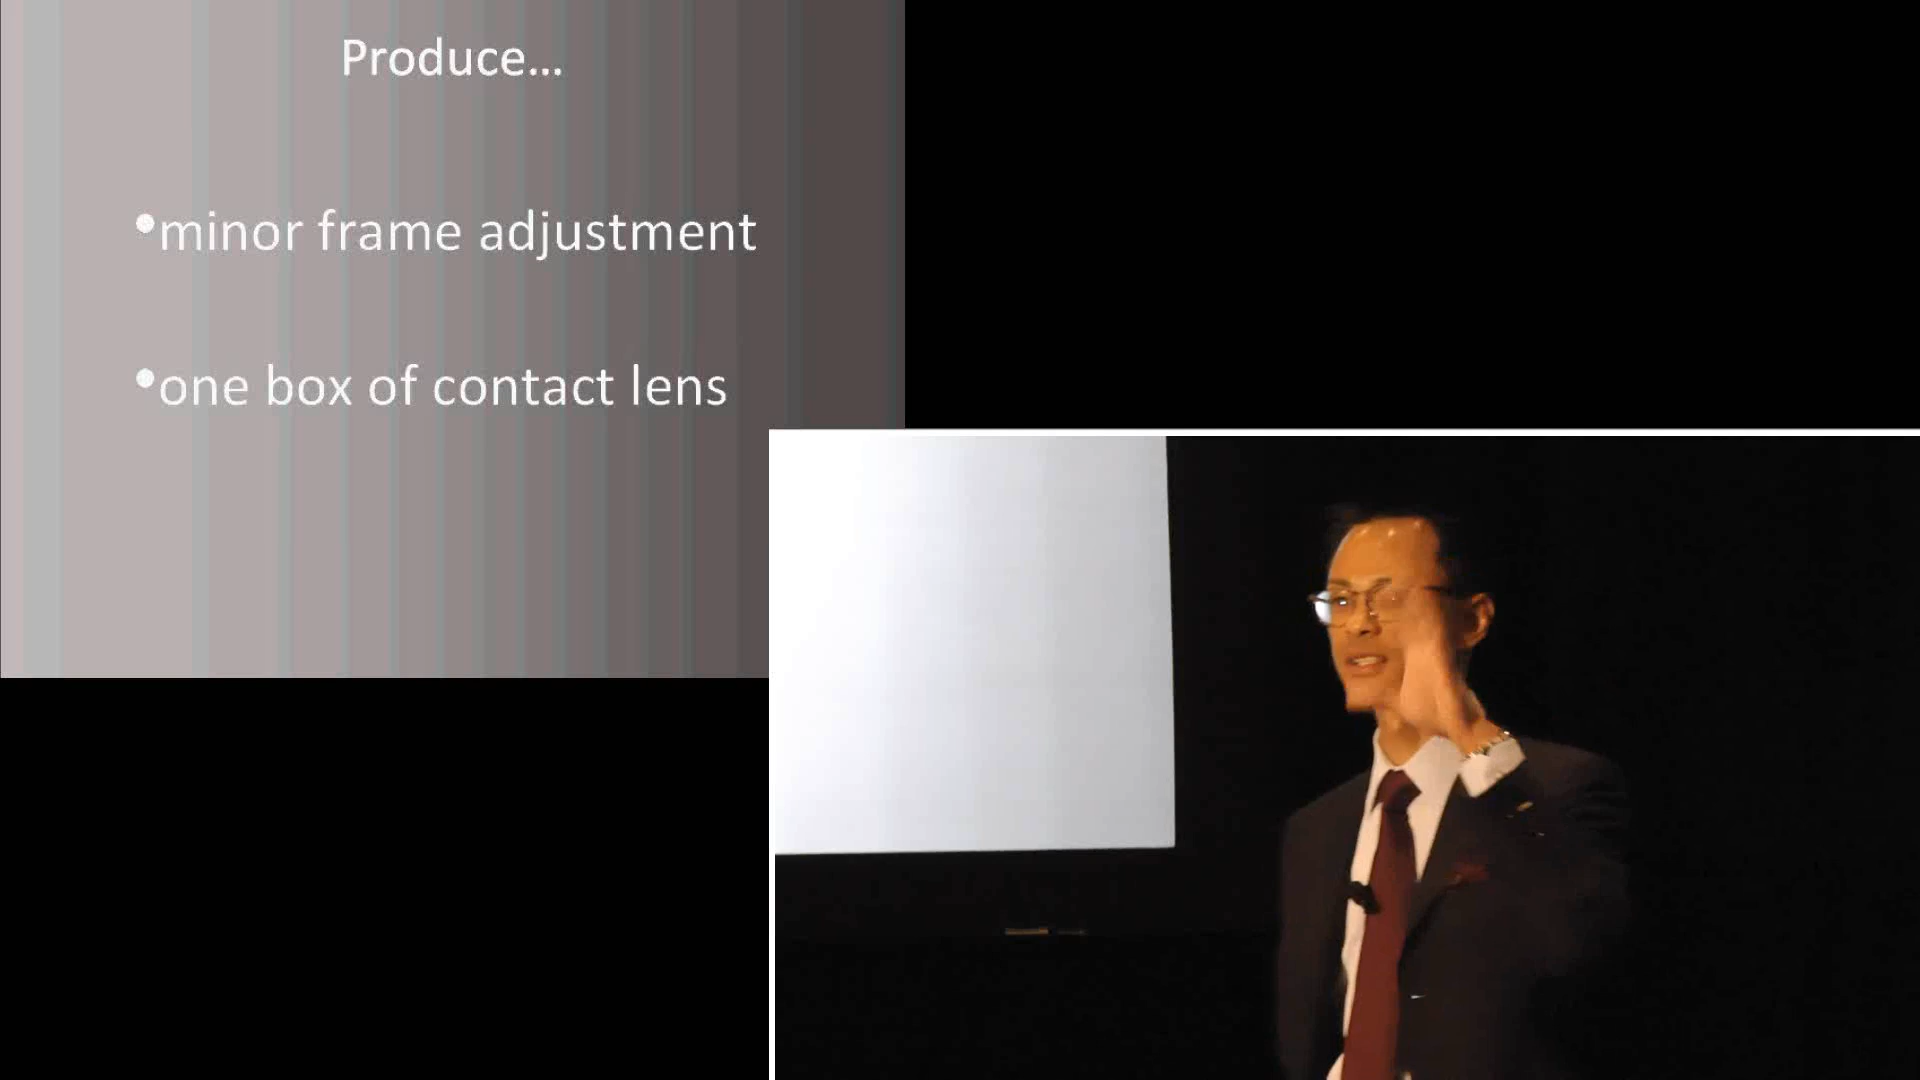 Produce...
•minor frame adjustment
•one box of contact lens